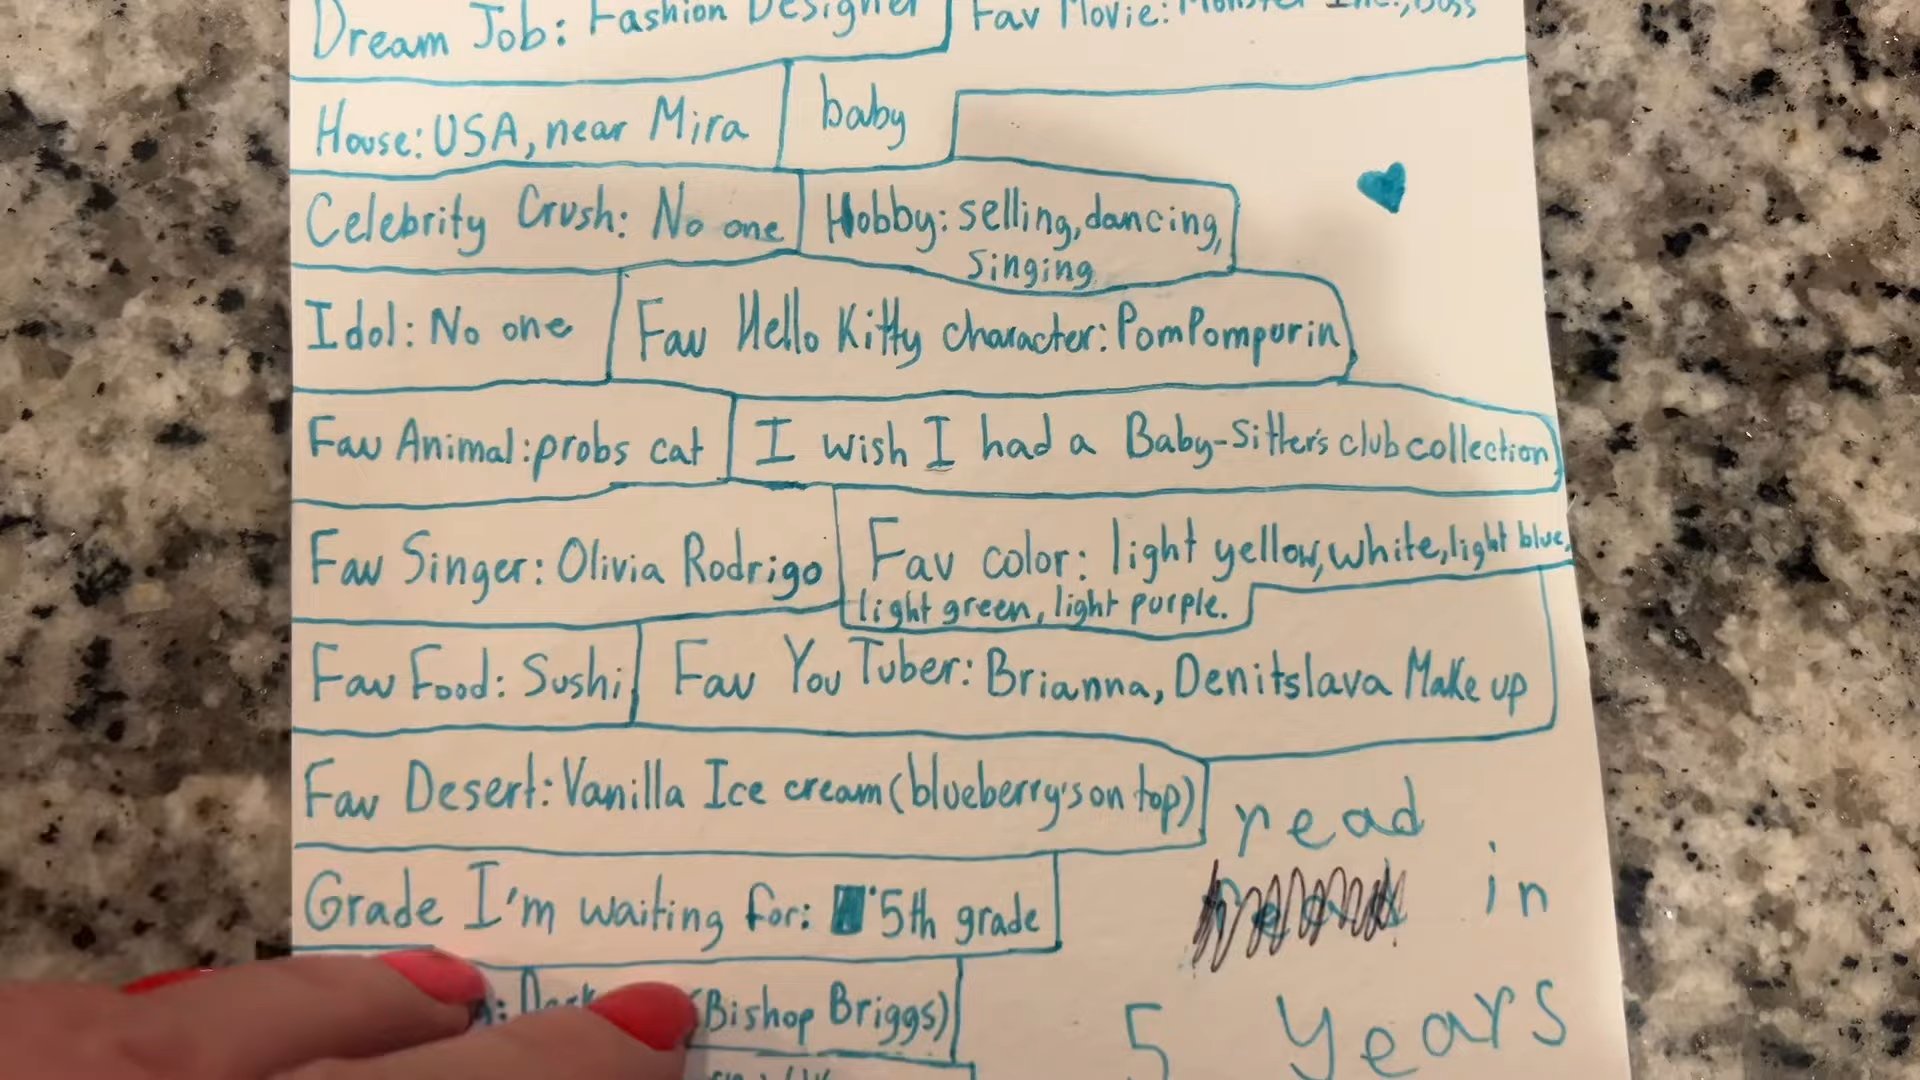 Dream Job: Fashion Designer
Fav Movie: Monster Inc., Boss
baby
House: USA, near Mira
Celebrity Crush: No one
Hobby: selling, dancing,
singing
Idol: No one
Fav Hello Kitty character: PomPompurin
Fav Animal: probs cat
I wish I had a Baby-Sitter's club collection
Fav Singer: Olivia Rodrigo
Fav color: light yellow, white, light blue,
light green, light purple.
Fav Food: Sushi
Fav YouTuber: Brianna, Denitslava Make up
Fav Desert: Vanilla Ice cream (blueberry's on top)
Grade I'm waiting for: 5th grade
(Bishop Briggs)
read
in
5 years